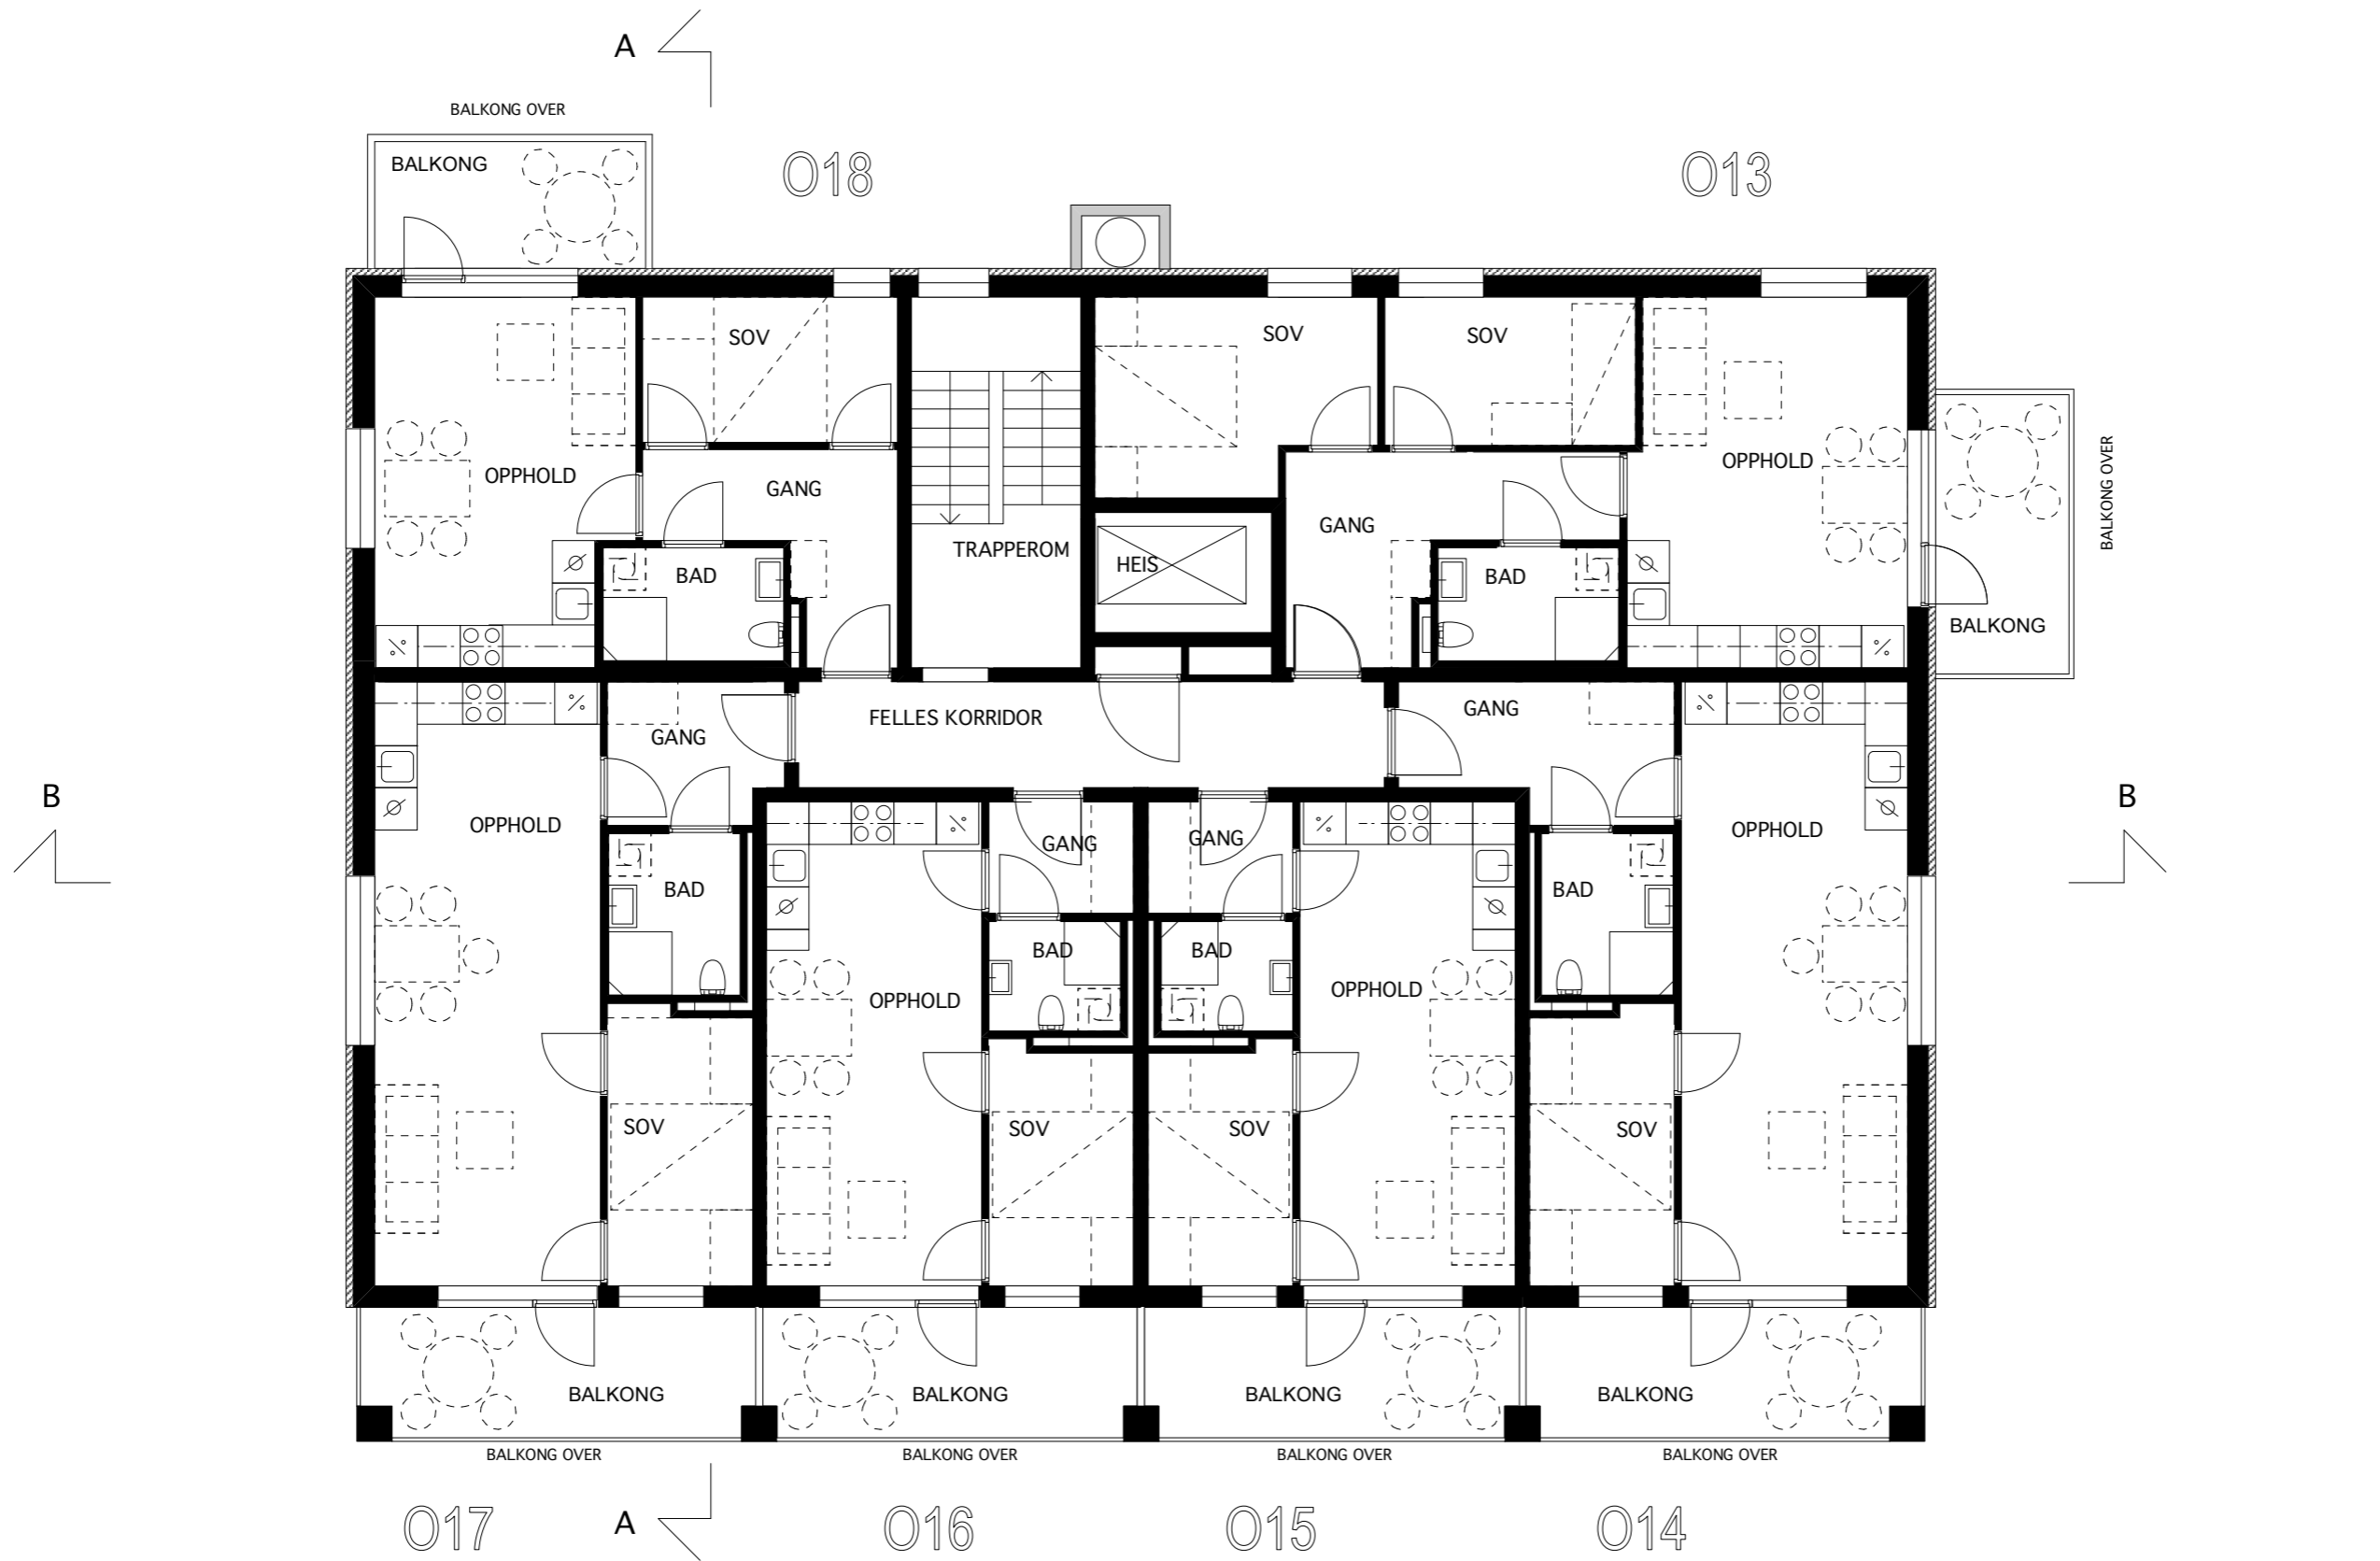 A
BALKONG OVER
BALKONG
O18
O13
SOV
SOV
SOV
OPPHOLD
GANG
OPPHOLD
GANG
BALKONG OVER
TRAPPEROM
HEIS
BAD
BAD
BALKONG
FELLES KORRIDOR
GANG
GANG
B
B
OPPHOLD
OPPHOLD
GANG
GANG
BAD
BAD
BAD
BAD
OPPHOLD
OPPHOLD
SOV
SOV
SOV
SOV
BALKONG
BALKONG
BALKONG
BALKONG
BALKONG OVER
BALKONG OVER
BALKONG OVER
BALKONG OVER
O17
A
O16
O15
O14